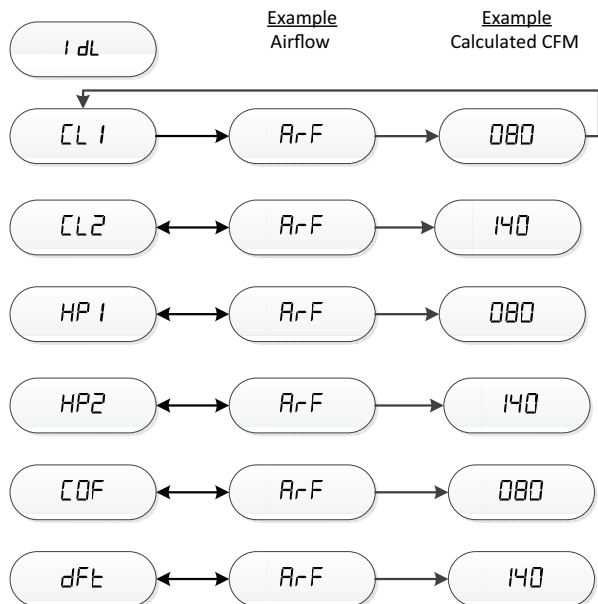 Example Example
Airflow Calculated CFM
I dL
CL1 ArF 080
CL2 ArF 140
HP1 ArF 080
HP2 ArF 140
COF ArF 080
dFt ArF 140